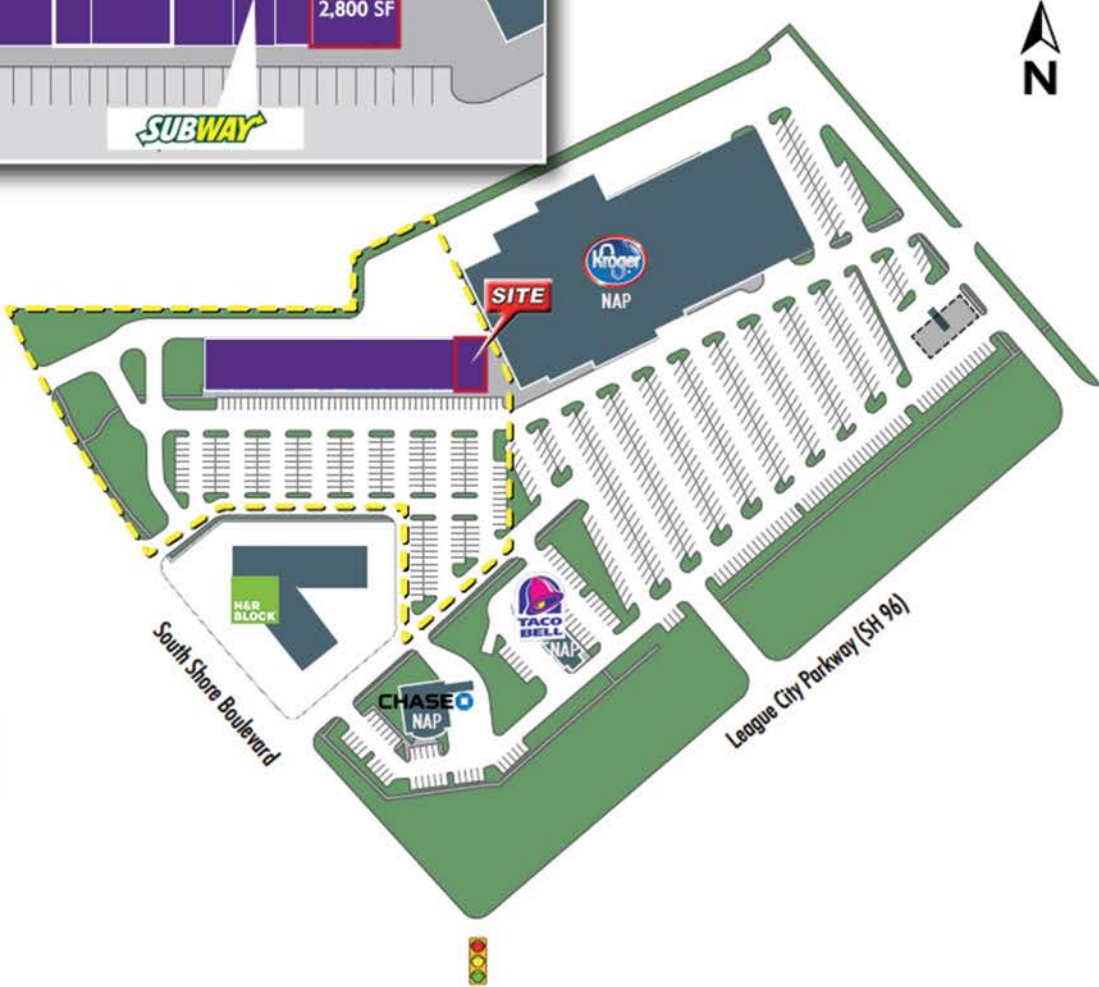 2,800 SF
SUBWAY
N
Kroger
NAP
SITE
H&R
BLOCK
TACO
BELL
NAP
CHASE
NAP
South Shore Boulevard
League City Parkway (SH 96)